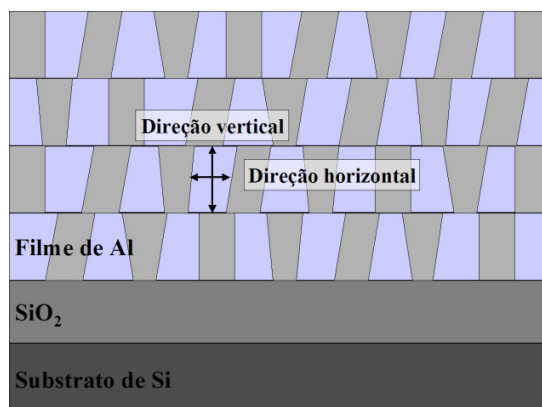 Direção vertical
Direção horizontal
Filme de Al
SiO₂
Substrato de Si